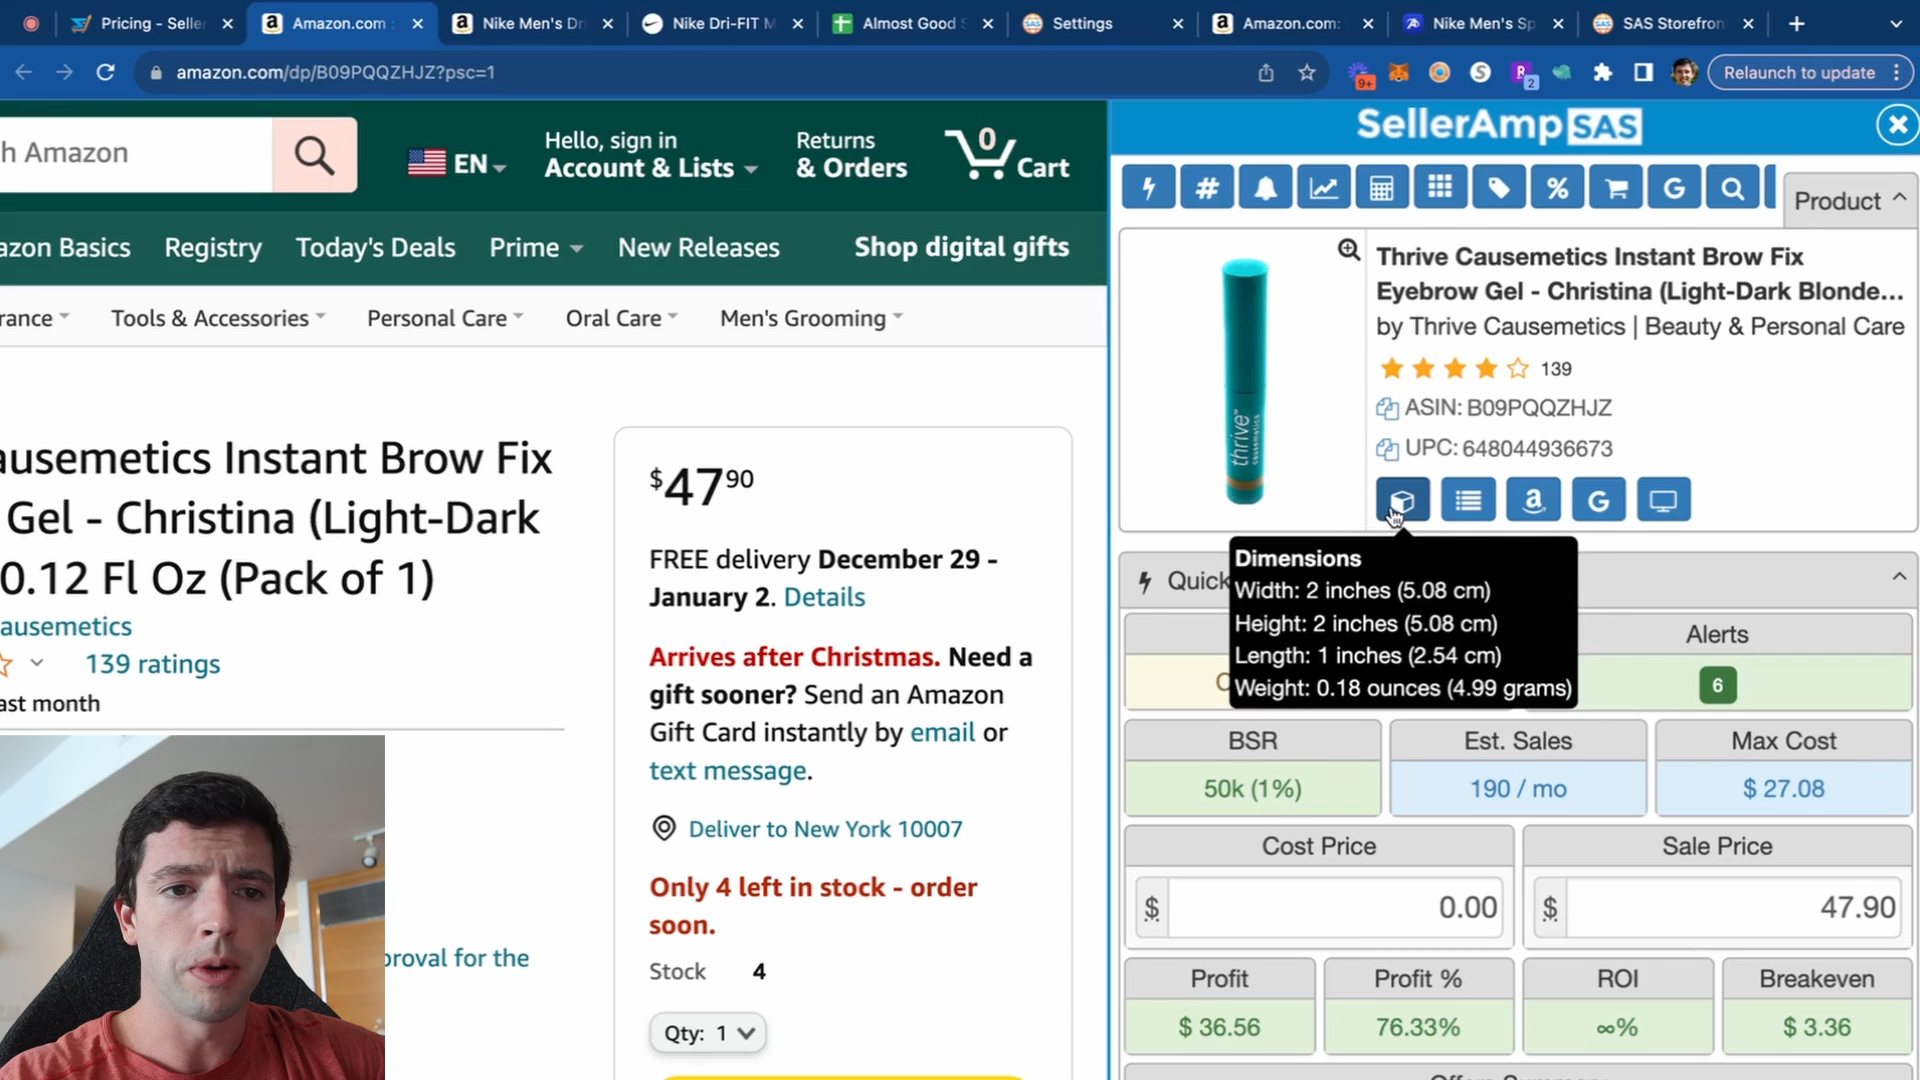 Pricing - Selle
Amazon.com :
Nike Men's Dr
Nike Dri-FIT M
Almost Good S
Settings
Amazon.com:
Nike Men's Sp
SAS Storefron
amazon.com/dp/B09PQQZHJZ?psc=1
9+
2
Relaunch to update
h Amazon
EN
Hello, sign in
Account & Lists
Returns
& Orders
0
Cart
azon Basics
Registry
Today's Deals
Prime
New Releases
Shop digital gifts
rance
Tools & Accessories
Personal Care
Oral Care
Men's Grooming
ausemetics Instant Brow Fix
Gel - Christina (Light-Dark
0.12 Fl Oz (Pack of 1)
ausemetics
139 ratings
ast month
proval for the
$47 90
FREE delivery December 29 -
January 2. Details
Arrives after Christmas. Need a
gift sooner? Send an Amazon
Gift Card instantly by email or
text message.
Deliver to New York 10007
Only 4 left in stock - order
soon.
Stock 4
Qty: 1
SellerAmp SAS
Product
Thrive Causemetics Instant Brow Fix
Eyebrow Gel - Christina (Light-Dark Blonde...
by Thrive Causemetics | Beauty & Personal Care
139
ASIN: B09PQQZHJZ
UPC: 648044936673
thrive
causemetics
Quick
Dimensions
Width: 2 inches (5.08 cm)
Height: 2 inches (5.08 cm)
Length: 1 inches (2.54 cm)
Weight: 0.18 ounces (4.99 grams)
Alerts
6
BSR
Est. Sales
Max Cost
50k (1%)
190 / mo
$ 27.08
Cost Price
Sale Price
$ 0.00
$ 47.90
Profit
Profit %
ROI
Breakeven
$ 36.56
76.33%
∞%
$ 3.36